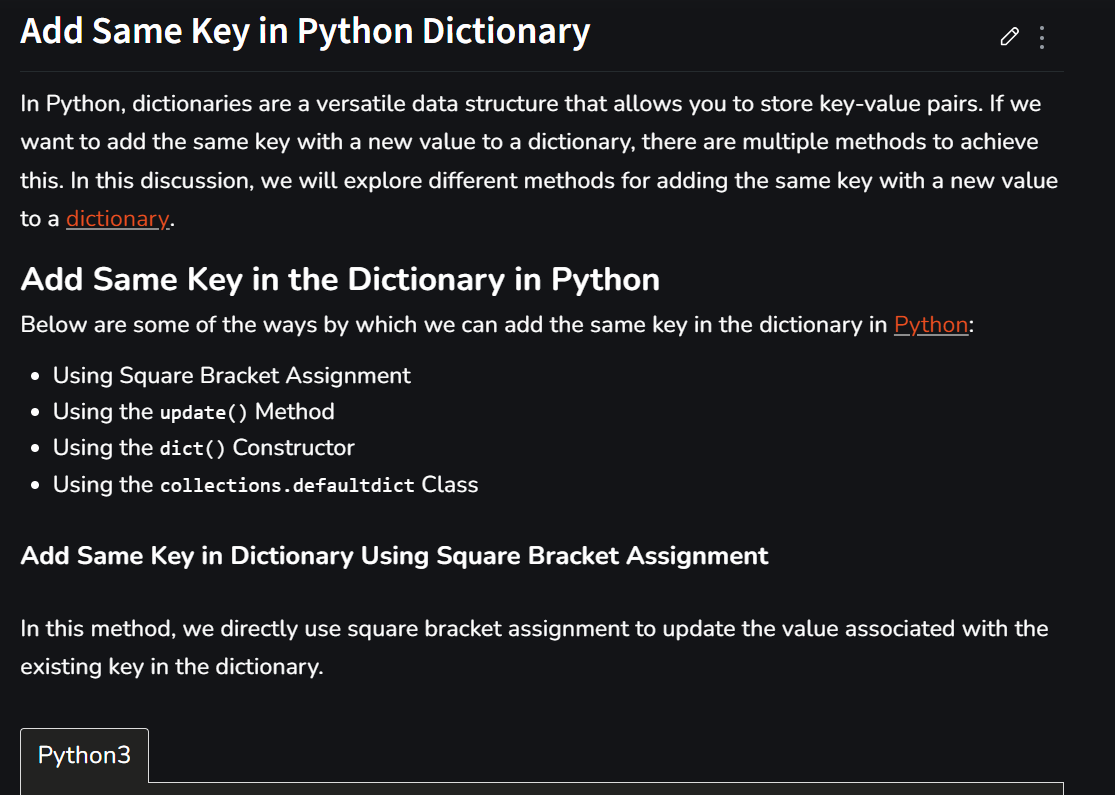 Add Same Key in Python Dictionary
In Python, dictionaries are a versatile data structure that allows you to store key-value pairs. If we
want to add the same key with a new value to a dictionary, there are multiple methods to achieve
this. In this discussion, we will explore different methods for adding the same key with a new value
to a dictionary.
Add Same Key in the Dictionary in Python
Below are some of the ways by which we can add the same key in the dictionary in Python:
• Using Square Bracket Assignment
• Using the update() Method
• Using the dict() Constructor
• Using the collections.defaultdict Class
Add Same Key in Dictionary Using Square Bracket Assignment
In this method, we directly use square bracket assignment to update the value associated with the
existing key in the dictionary.
Python3